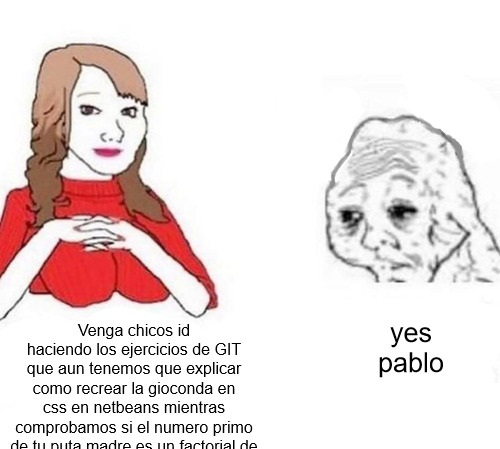 Venga chicos id
haciendo los ejercicios de GIT
que aun tenemos que explicar
como recrear la gioconda en
css en netbeans mientras
comprobamos si el numero primo
de tu puta madre es un factorial de
yes
pablo